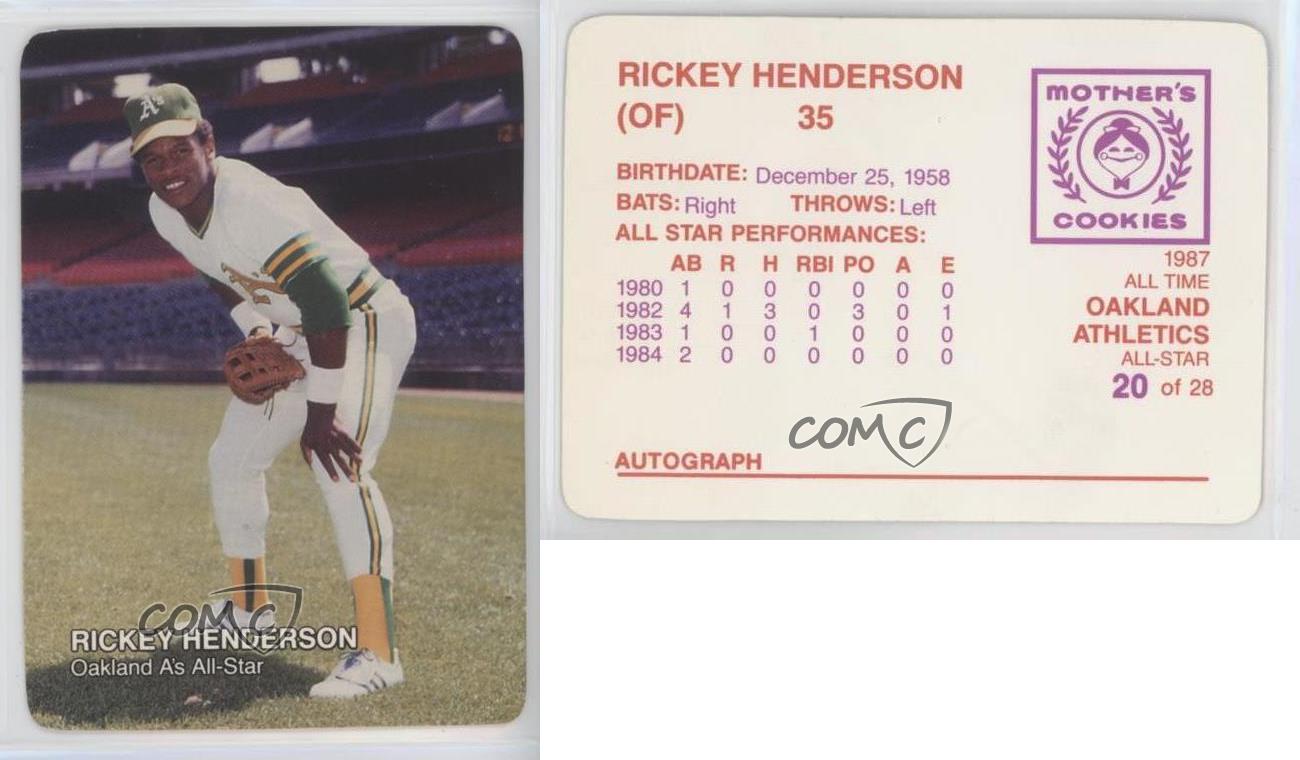 A's
A's
COMC
RICKEY HENDERSON
Oakland A's All-Star
RICKEY HENDERSON
(OF) 35
BIRTHDATE: December 25, 1958
BATS: Right THROWS: Left
ALL STAR PERFORMANCES:
AB R H RBI PO A E
1980 1 0 0 0 0 0 0
1982 4 1 3 0 3 0 1
1983 1 0 0 1 0 0 0
1984 2 0 0 0 0 0 0
MOTHER'S
COOKIES
1987
ALL TIME
OAKLAND
ATHLETICS
ALL-STAR
20 of 28
COMC
AUTOGRAPH